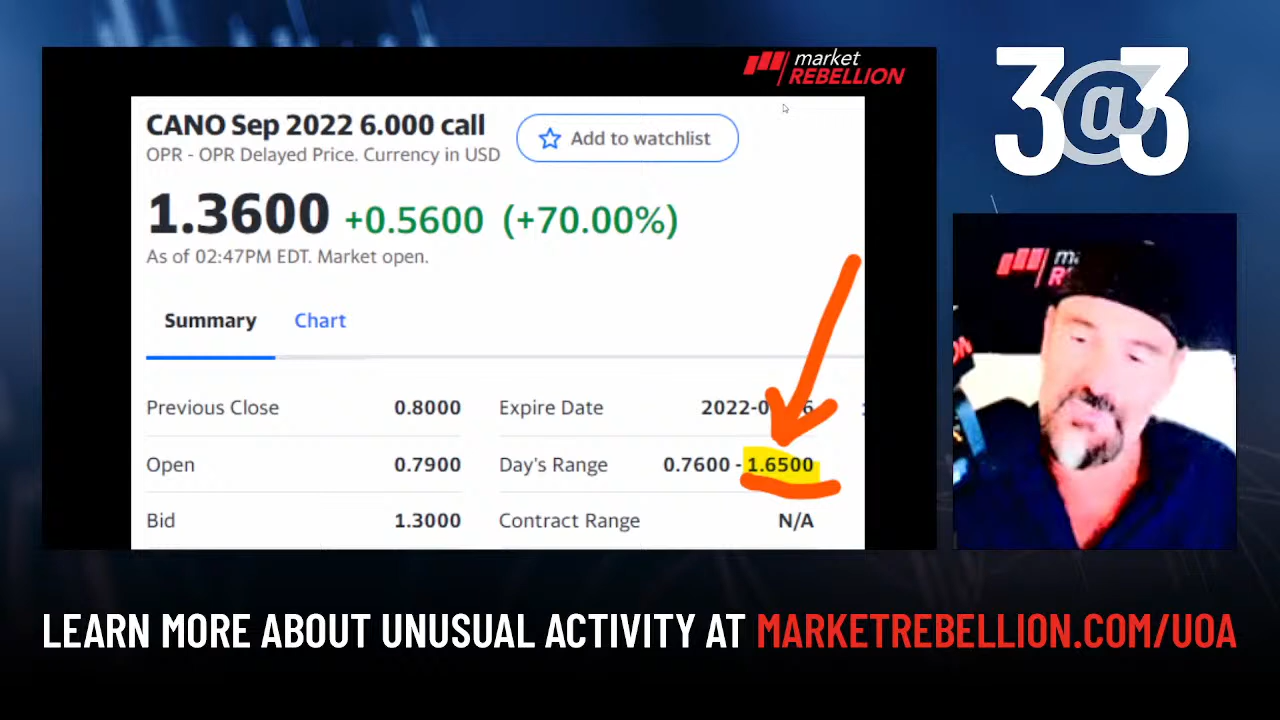 market
REBELLION
3@3
CANO Sep 2022 6.000 call
Add to watchlist
OPR - OPR Delayed Price. Currency in USD
1.3600 +0.5600 (+70.00%)
As of 02:47PM EDT. Market open.
Summary Chart
Previous Close 0.8000 Expire Date
Open 0.7900 Day's Range 0.7600 - 1.6500
Bid 1.3000 Contract Range N/A
LEARN MORE ABOUT UNUSUAL ACTIVITY AT MARKETREBELLION.COM/UOA